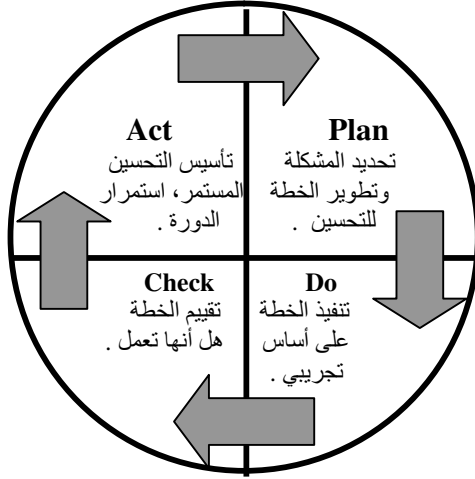 Plan
تحديد المشكلة
وتطوير الخطة
للتحسين .
Do
تنفيذ الخطة
على أساس
تجريبي .
Check
تقييم الخطة
هل أنها تعمل .
Act
تأسيس التحسين
المستمر، استمرار
الدورة .